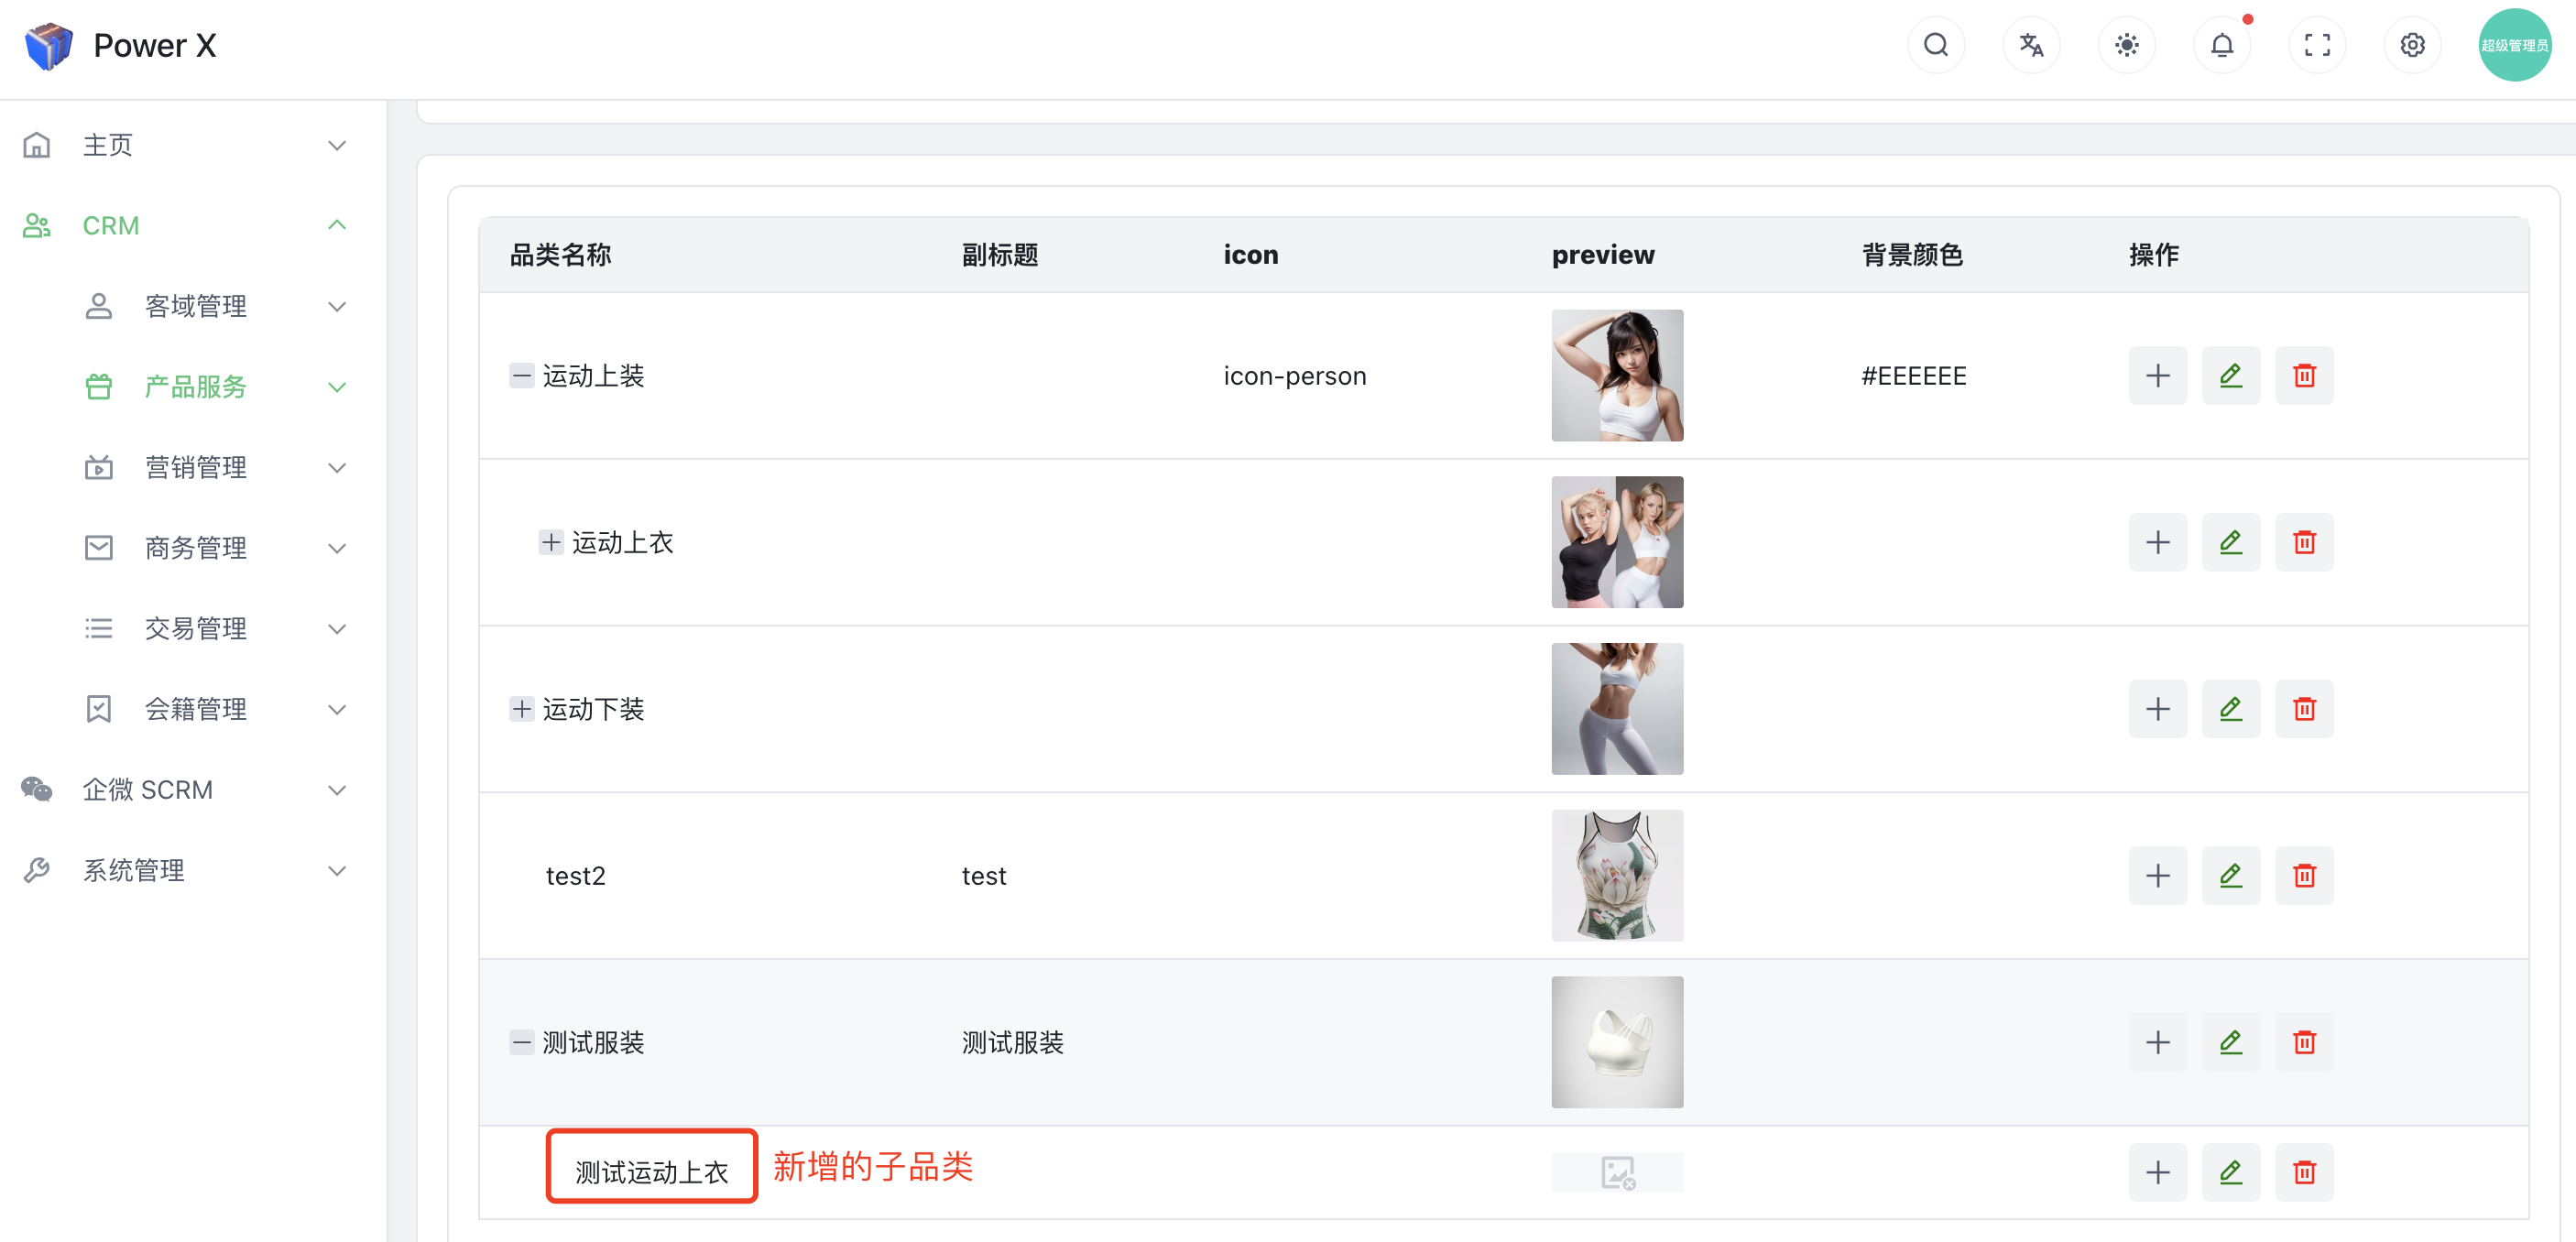 Power X
超级管理员
主页
CRM
客域管理
产品服务
营销管理
商务管理
交易管理
会籍管理
企微 SCRM
系统管理
品类名称 副标题 icon preview 背景颜色 操作
运动上装 icon-person #EEEEEE
运动上衣
运动下装
test2 test
测试服装 测试服装
测试运动上衣 新增的子品类